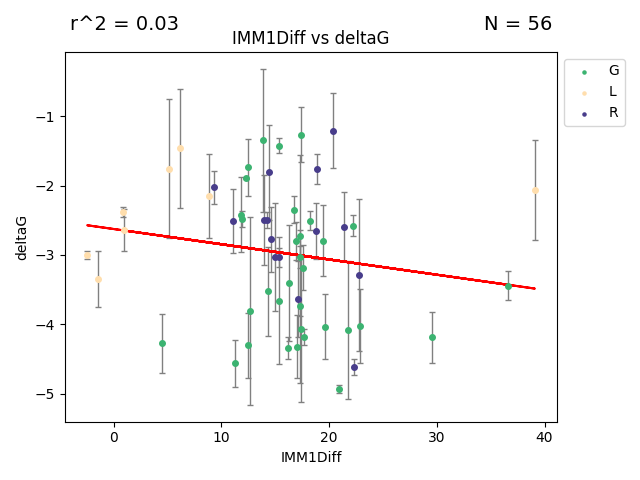 r^2 = 0.03
N = 56
IMM1Diff vs deltaG
G
L
R
−1
−2
−3
−4
−5
deltaG
0 10 20 30 40
IMM1Diff